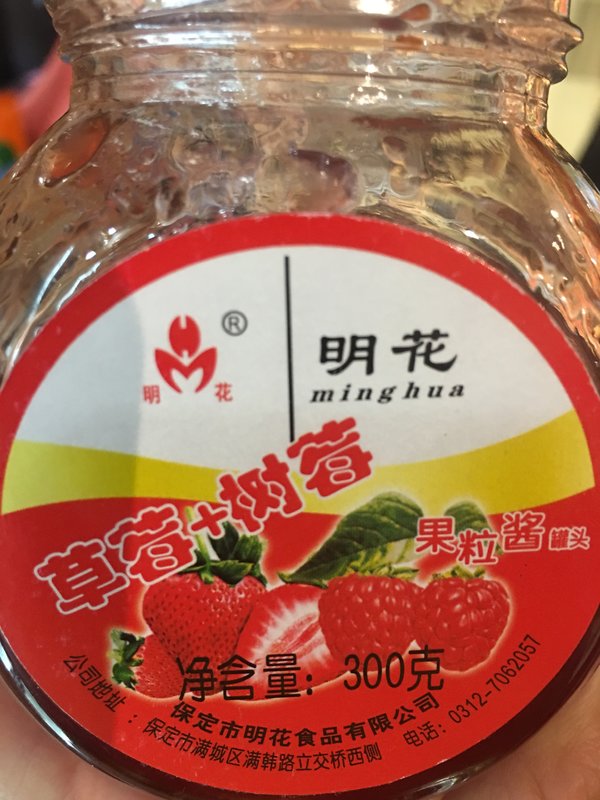 ®
明 花
明花
minghua
草莓+树莓
果粒酱罐头
净含量: 300克
保定市明花食品有限公司
公司地址: 保定市满城区满韩路立交桥西侧 电话: 0312-7062057